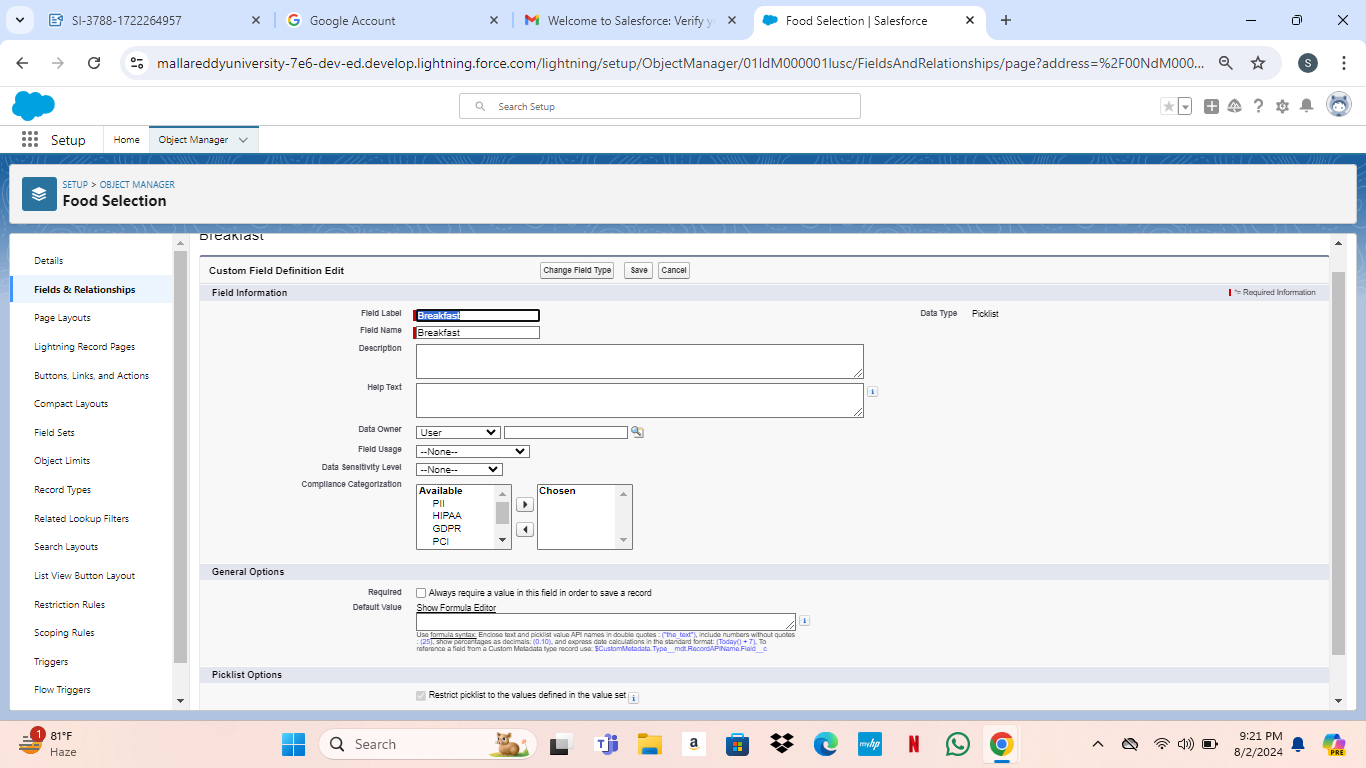 SI-3788-1722264957
Google Account
Welcome to Salesforce: Verify y
Food Selection | Salesforce
mallareddyuniversity-7e6-dev-ed.develop.lightning.force.com/lightning/setup/ObjectManager/01IdM000001Iusc/FieldsAndRelationships/page?address=%2F00NdM000...
S
Search Setup
Setup
Home
Object Manager
SETUP > OBJECT MANAGER
Food Selection
Details
Fields & Relationships
Page Layouts
Lightning Record Pages
Buttons, Links, and Actions
Compact Layouts
Field Sets
Object Limits
Record Types
Related Lookup Filters
Search Layouts
List View Button Layout
Restriction Rules
Scoping Rules
Triggers
Flow Triggers
Breakfast
Custom Field Definition Edit
Change Field Type
Save
Cancel
Field Information
= Required Information
Field Label
Breakfast
Data Type
Picklist
Field Name
Breakfast
Description
Help Text
Data Owner
User
Field Usage
--None--
Data Sensitivity Level
--None--
Compliance Categorization
Available
PII
HIPAA
GDPR
PCI
Chosen
General Options
Required
Always require a value in this field in order to save a record
Default Value
Show Formula Editor
Use formula syntax: Enclose text and picklist value API names in double quotes : ("the_text"), include numbers without quotes
: (25), show percentages as decimals: (0.10), and express date calculations in the standard format: (Today() + 7), To
reference a field from a Custom Metadata type record use: $CustomMetadata.Type__mdt.RecordAPIName.Field__c
Picklist Options
Restrict picklist to the values defined in the value set
1
81°F
Haze
Search
9:21 PM
8/2/2024
PRE